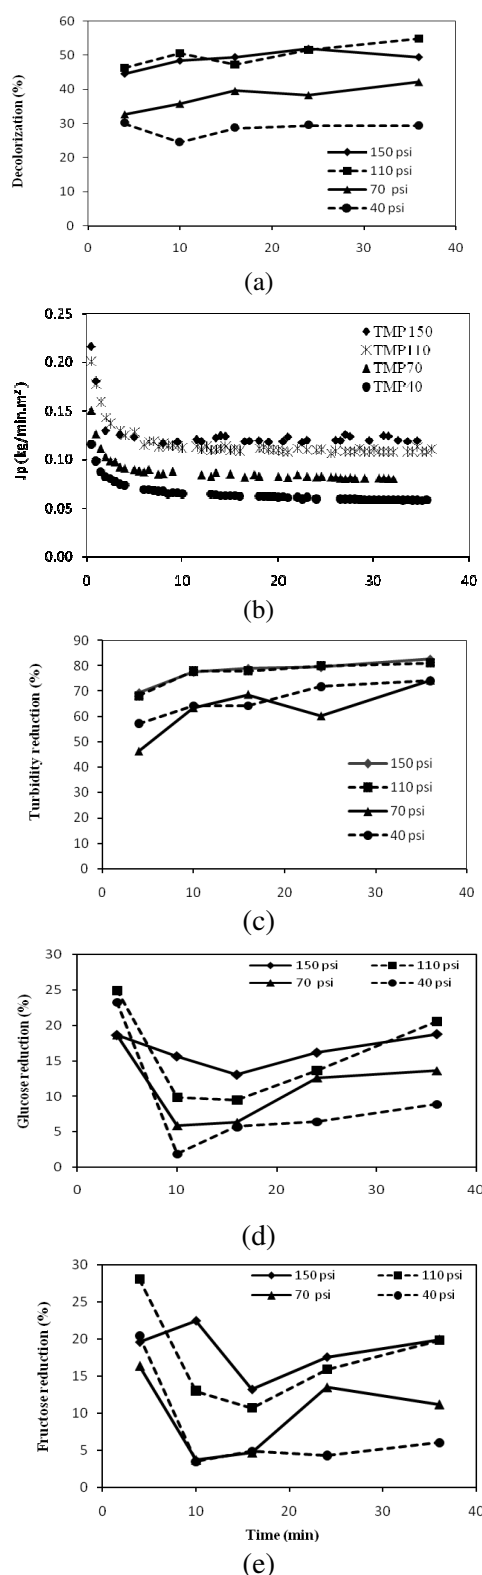 60
50
40
30
20
10
0
Decolorization (%)
150 psi
110 psi
70 psi
40 psi
0 10 20 30 40
(a)
0.25
0.20
0.15
0.10
0.05
0.00
Jp (kg/min.m²)
TMP150
TMP110
TMP70
TMP40
0 10 20 30 40
(b)
90
80
70
60
50
40
30
20
10
0
Turbidity reduction (%)
150 psi
110 psi
70 psi
40 psi
0 10 20 30 40
(c)
30
25
20
15
10
5
0
Glucose reduction (%)
150 psi 110 psi
70 psi 40 psi
0 10 20 30 40
(d)
30
25
20
15
10
5
0
Fructose reduction (%)
150 psi 110 psi
70 psi 40 psi
0 10 20 30 40
Time (min)
(e)